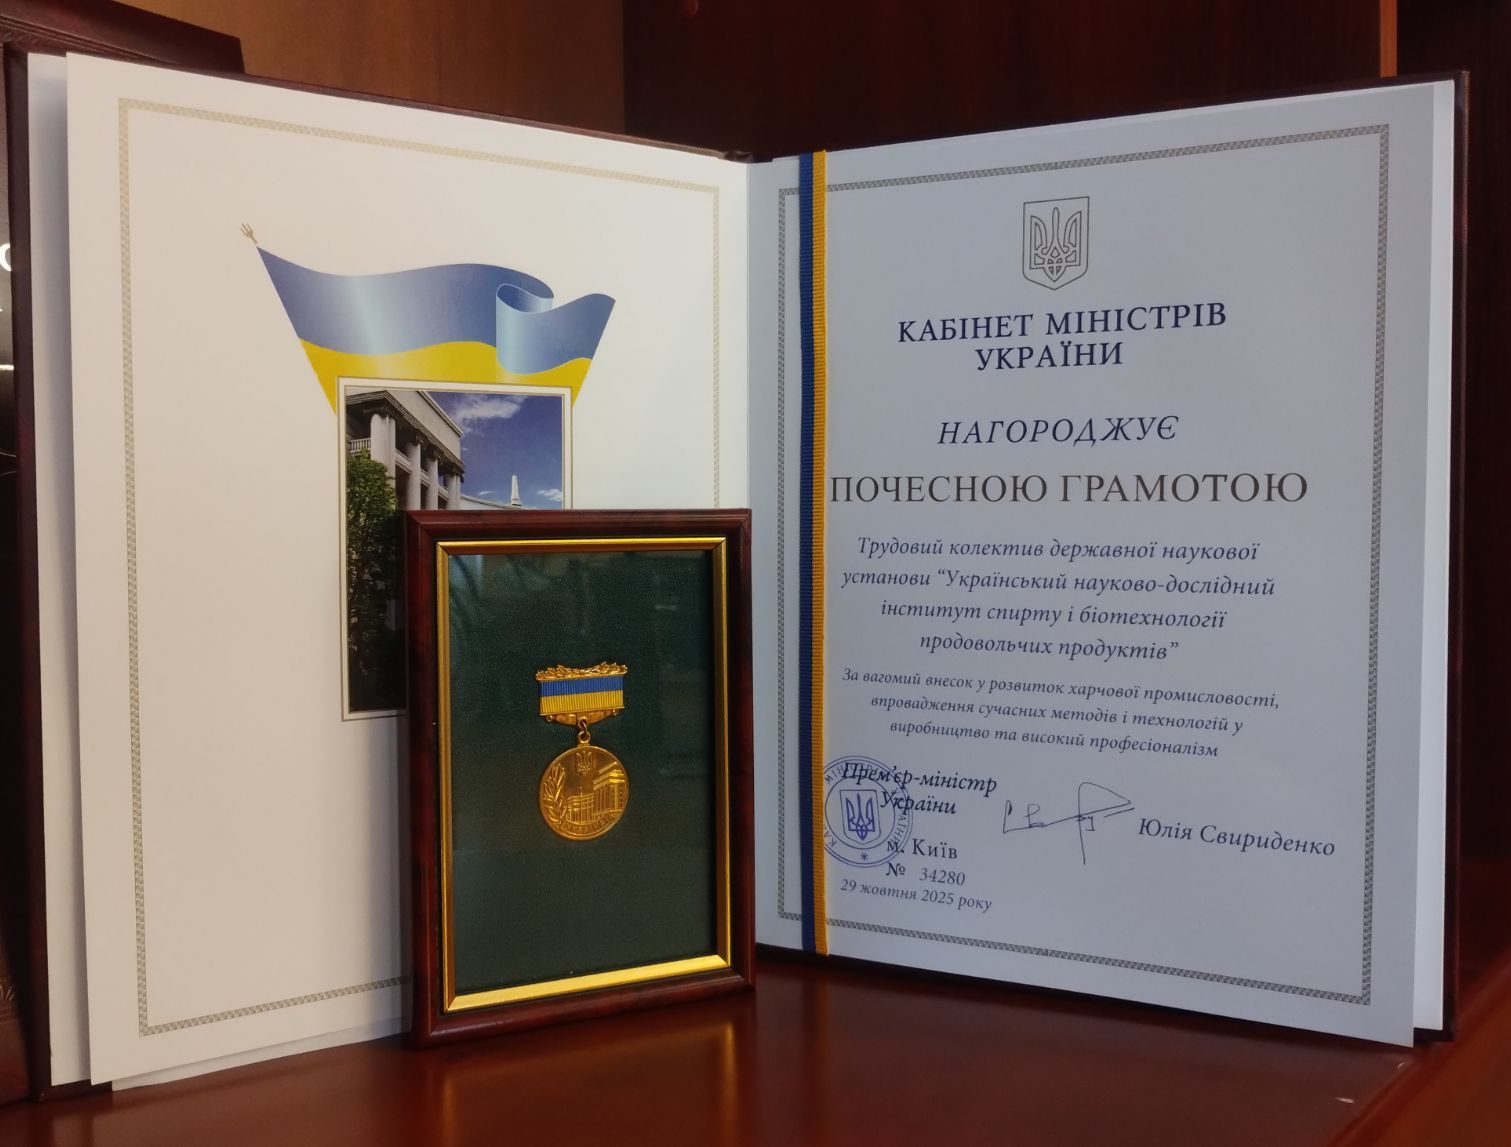 КАБІНЕТ МІНІСТРІВ
УКРАЇНИ
НАГОРОДЖУЄ
ПОЧЕСНОЮ ГРАМОТОЮ
Трудовий колектив державної наукової
установи “Український науково-дослідний
інститут спирту і біотехнології
продовольчих продуктів”
За вагомий внесок у розвиток харчової промисловості,
впровадження сучасних методів і технологій у
виробництво та високий професіоналізм
Прем’єр-міністр
України
Юлія Свириденко
м. Київ
№ 34280
29 жовтня 2025 року